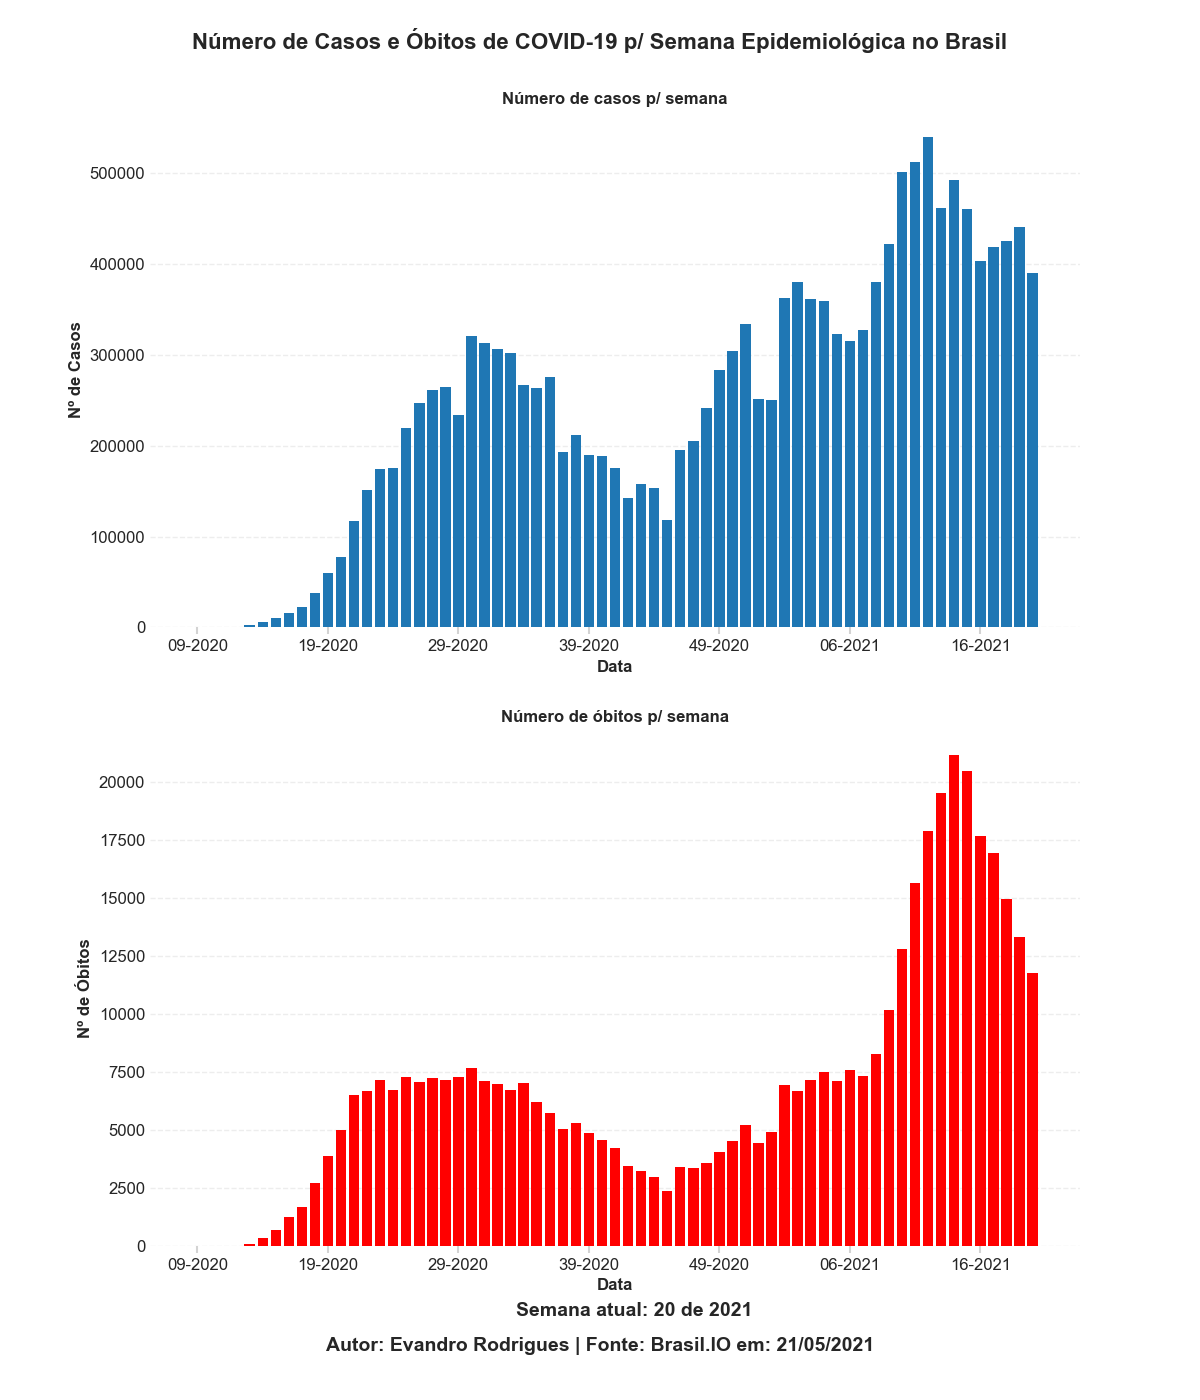 Número de Casos e Óbitos de COVID-19 p/ Semana Epidemiológica no Brasil
Número de casos p/ semana
500000
400000
300000
200000
100000
0
Nº de Casos
09-2020 19-2020 29-2020 39-2020 49-2020 06-2021 16-2021
Data
Número de óbitos p/ semana
20000
17500
15000
12500
10000
7500
5000
2500
0
Nº de Óbitos
09-2020 19-2020 29-2020 39-2020 49-2020 06-2021 16-2021
Data
Semana atual: 20 de 2021
Autor: Evandro Rodrigues | Fonte: Brasil.IO em: 21/05/2021